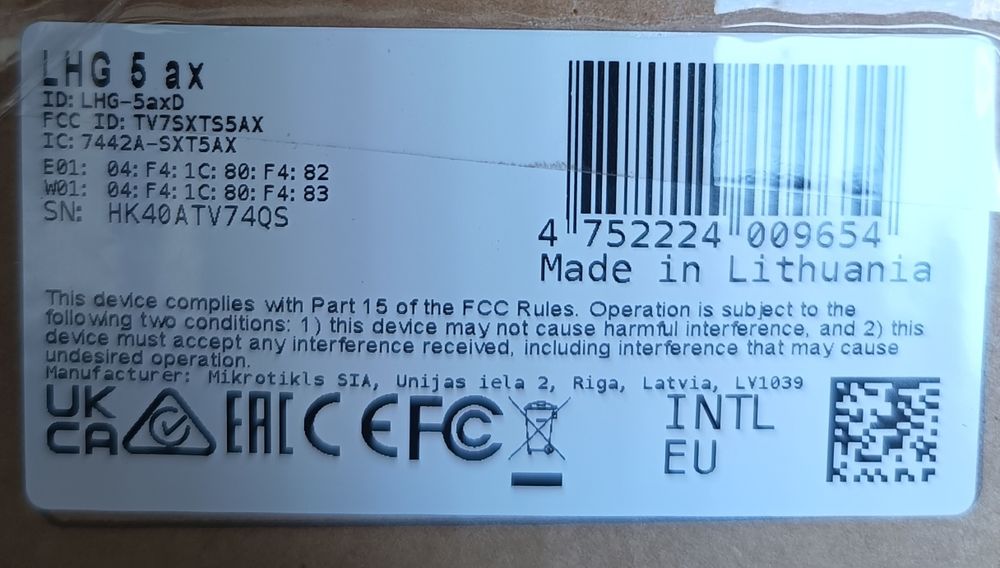 LHG 5 ax
ID: LHG-5axD
FCC ID: TV7SXTS5AX
IC: 7442A-SXT5AX
E01: 04:F4:1C:80:F4:82
W01: 04:F4:1C:80:F4:83
SN: HK40ATV74QS
4 752224 009654
Made in Lithuania
This device complies with Part 15 of the FCC Rules. Operation is subject to the
following two conditions: 1) this device may not cause harmful interference, and 2) this
device must accept any interference received, including interference that may cause
undesired operation.
Manufacturer: Mikrotikls SIA, Unijas iela 2, Riga, Latvia, LV1039
UK
CA
EAC
CE
FC
INTL
EU